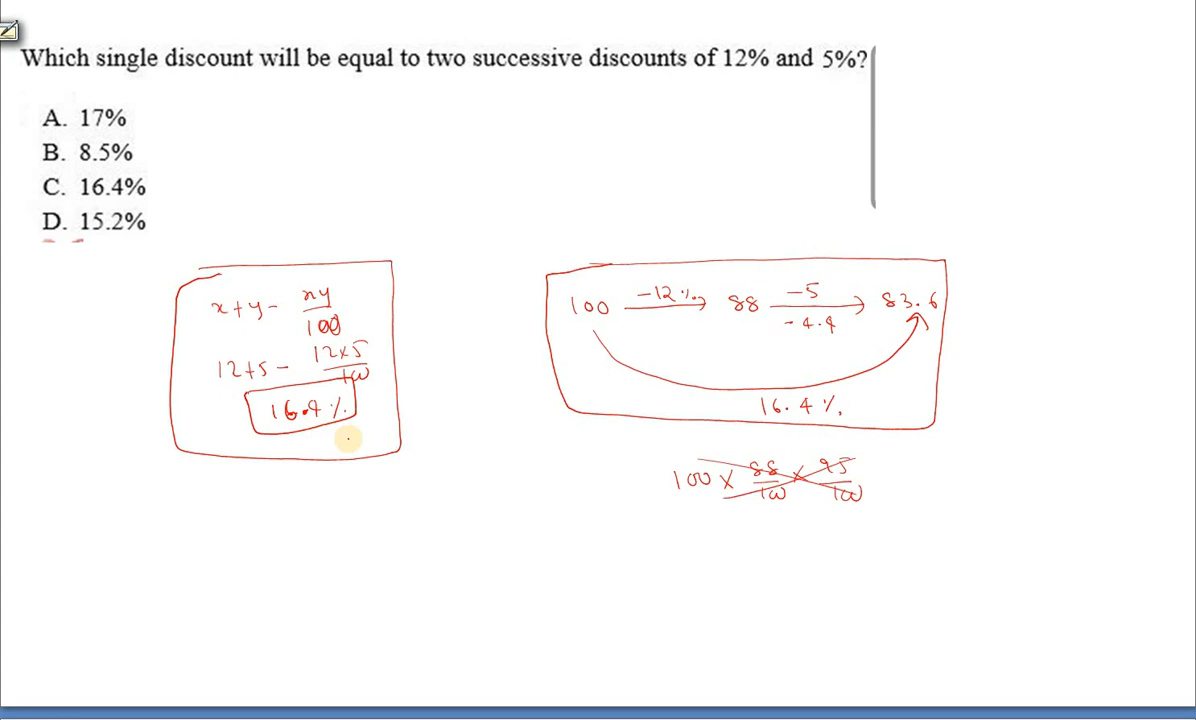 Which single discount will be equal to two successive discounts of 12% and 5%?
A. 17%
B. 8.5%
C. 16.4%
D. 15.2%
x+y- xy/100
12+5- 12x5/100
16.4%
100 -12% 88 -5 83.6
-4.4
16.4%
100 x 88/100 x 95/100